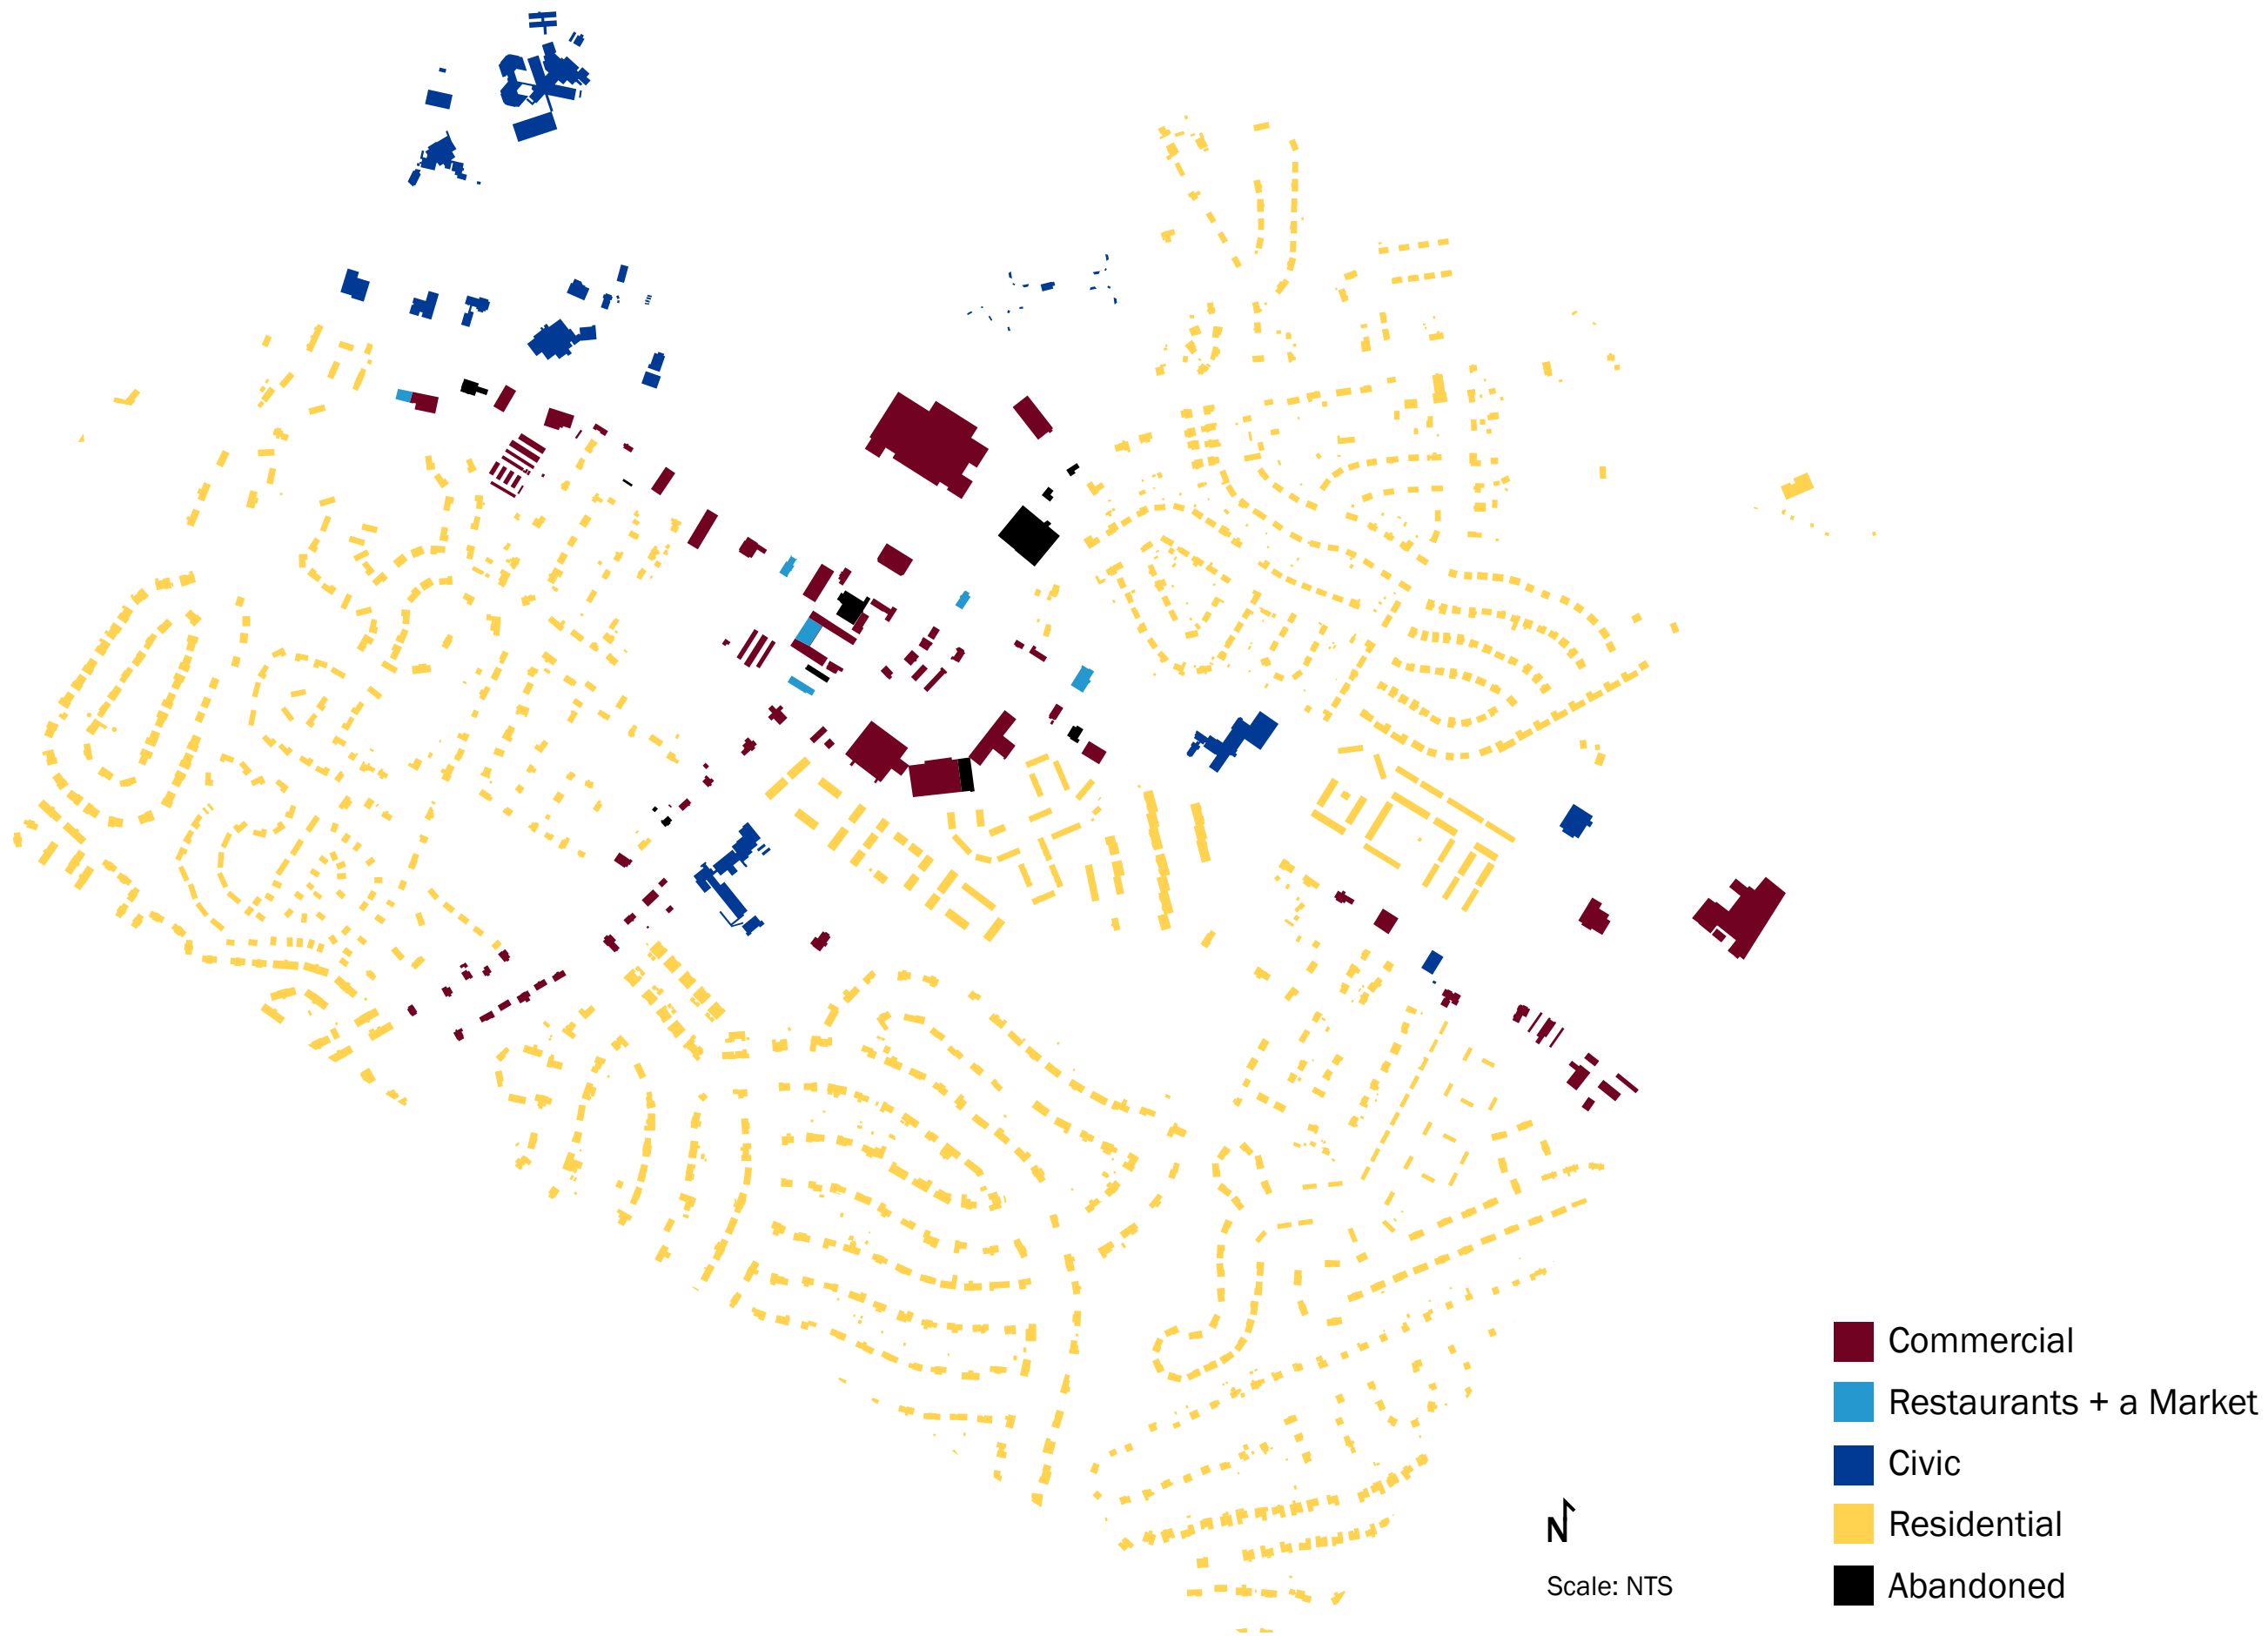 Commercial
Restaurants + a Market
Civic
Residential
Abandoned
N
Scale: NTS